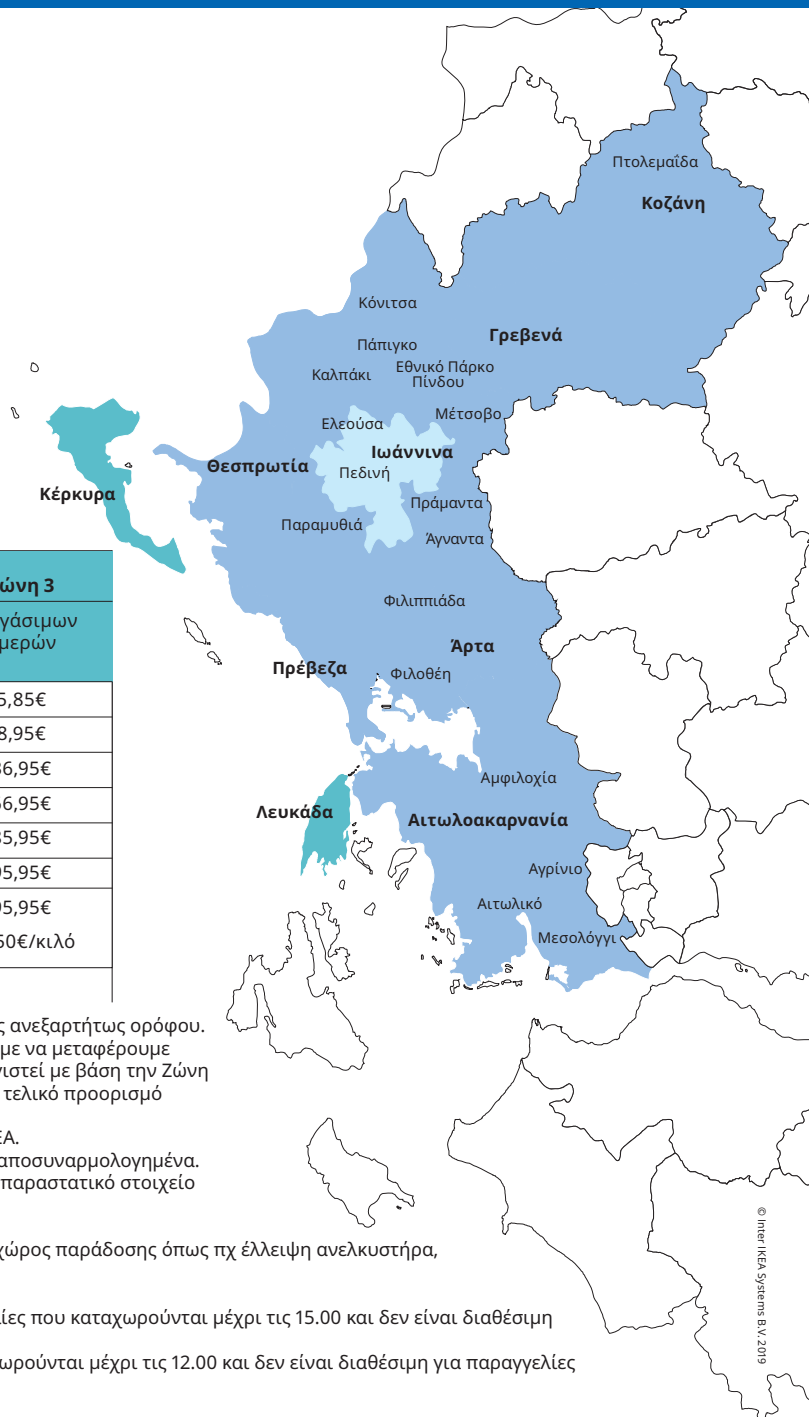 Πτολεμαΐδα
Κοζάνη
Κόνιτσα
Γρεβενά
Πάπιγκο
Εθνικό Πάρκο
Πίνδου
Καλπάκι
Μέτσοβο
Ελεούσα
Ιωάννινα
Θεσπρωτία
Πεδινή
Κέρκυρα
Πράμαντα
Παραμυθιά
Άγναντα
Φιλιππιάδα
Άρτα
Πρέβεζα
Φιλοθέη
Αμφιλοχία
Λευκάδα
Αιτωλοακαρνανία
Αγρίνιο
Αιτωλικό
Μεσολόγγι
ώνη 3
γάσιμων
μερών
5,85€
8,95€
36,95€
56,95€
85,95€
95,95€
95,95€
50€/κιλό
ς ανεξαρτήτως ορόφου.
με να μεταφέρουμε
γιστεί με βάση την Ζώνη
τελικό προορισμό
ΕΑ.
αποσυναρμολογημένα.
παραστατικό στοιχείο
χώρος παράδοσης όπως πχ έλλειψη ανελκυστήρα,
ίες που καταχωρούνται μέχρι τις 15.00 και δεν είναι διαθέσιμη
ωρούνται μέχρι τις 12.00 και δεν είναι διαθέσιμη για παραγγελίες
© Inter IKEA Systems B.V. 2019